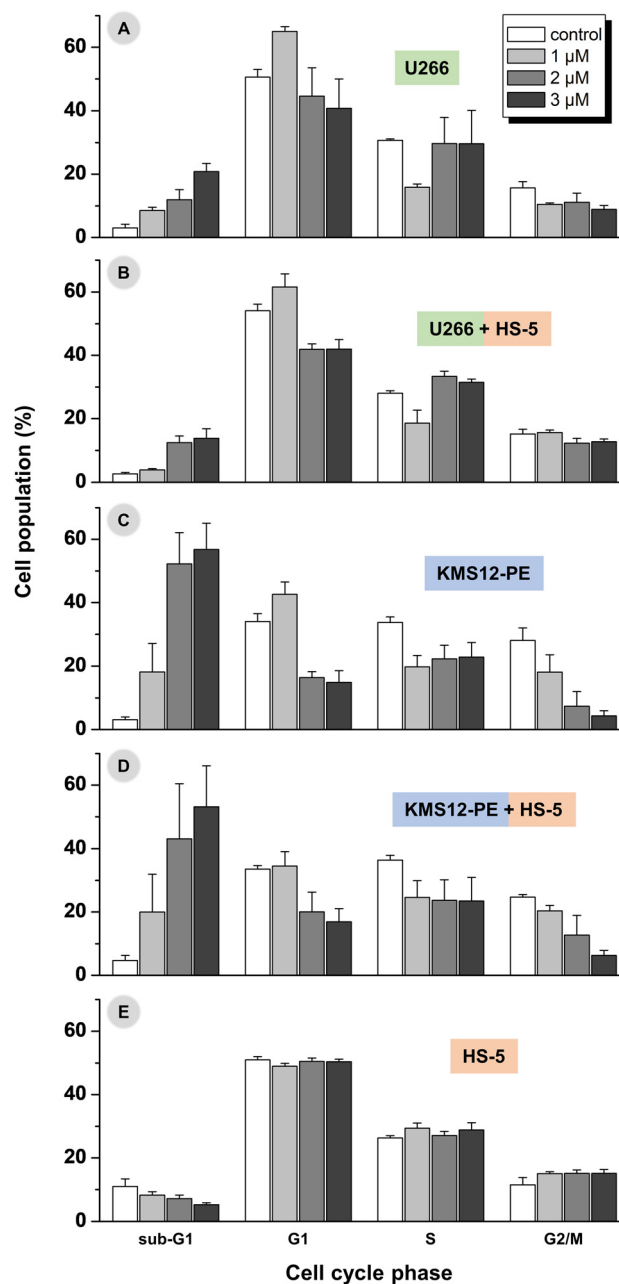 A
U266
control
1 µM
2 µM
3 µM
60
40
20
0
B
U266 + HS-5
60
40
20
0
C
KMS12-PE
60
40
20
0
D
KMS12-PE + HS-5
60
40
20
0
E
HS-5
60
40
20
0
Cell population (%)
sub-G1 G1 S G2/M
Cell cycle phase